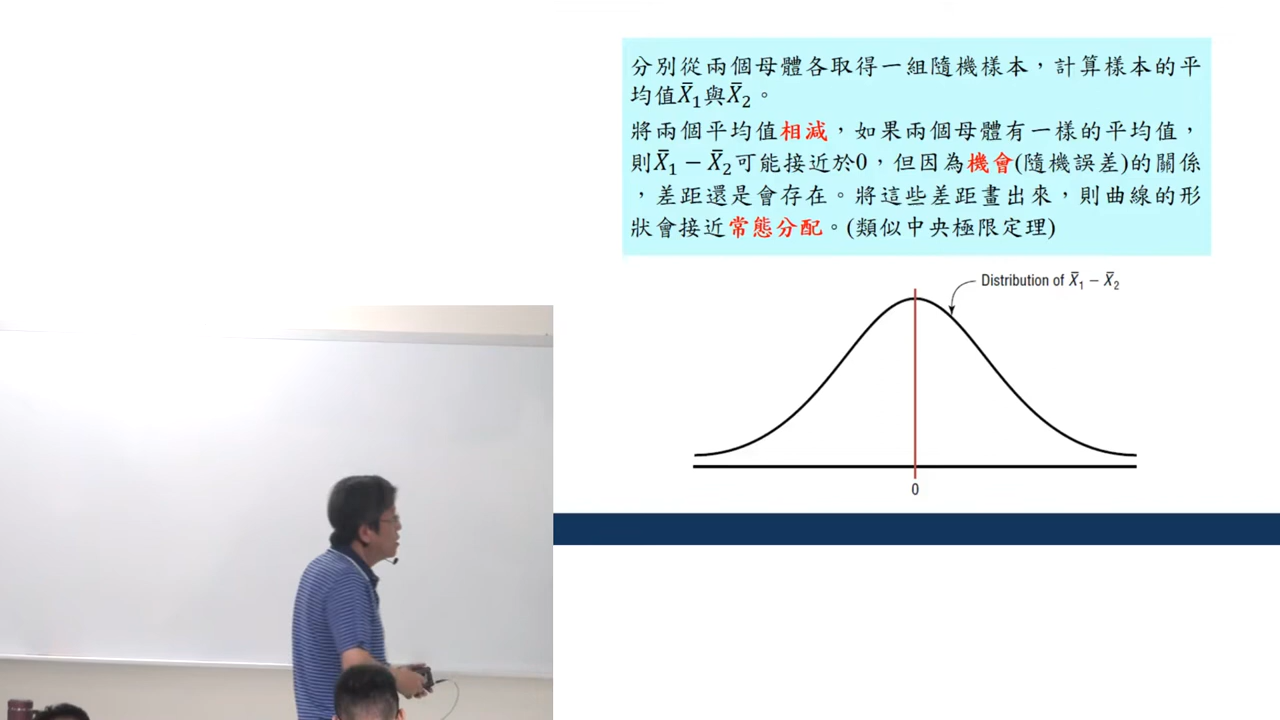 分別從兩個母體各取得一組隨機樣本，計算樣本的平
均值X̄₁與X̄₂。
將兩個平均值相減，如果兩個母體有一樣的平均值，
則X̄₁ − X̄₂可能接近於0，但因為機會(隨機誤差)的關係
，差距還是會存在。將這些差距畫出來，則曲線的形
狀會接近常態分配。(類似中央極限定理)
Distribution of X̄₁ − X̄₂
0